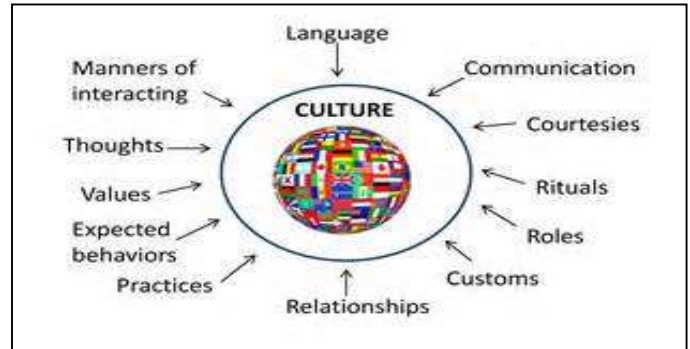 Language
Communication
Courtesies
Rituals
Roles
Customs
Relationships
Practices
Expected
behaviors
Values
Thoughts
Manners of
interacting
CULTURE